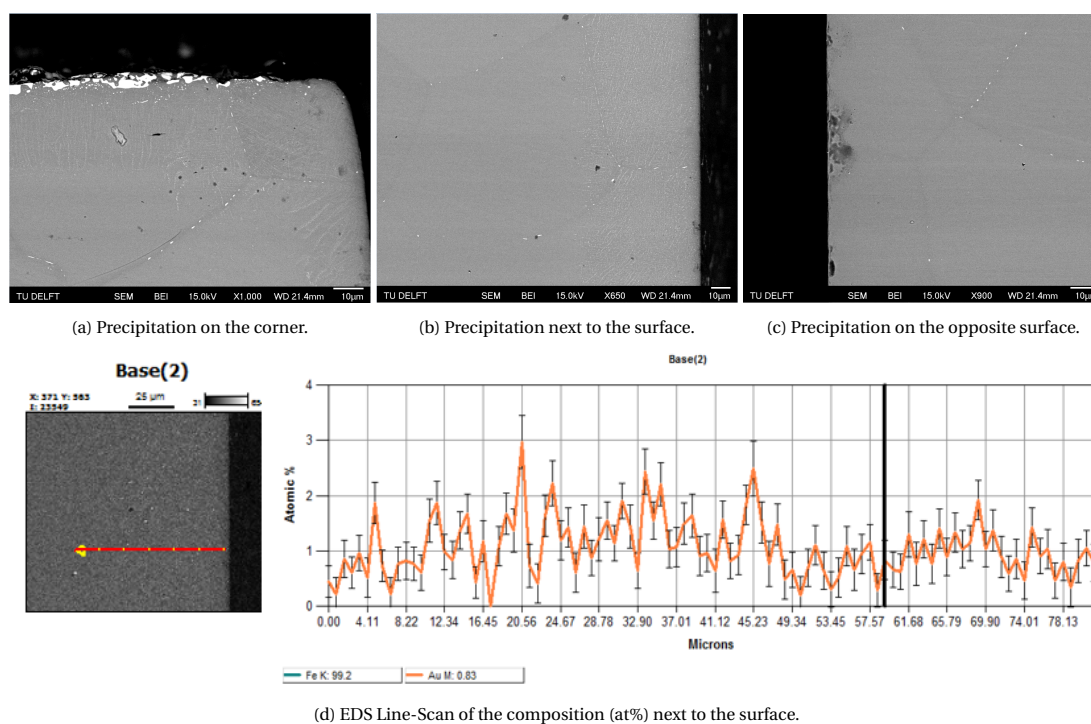 TU DELFT SEM BEI 15.0kV X1,000 WD 21.4mm 10μm
TU DELFT SEM BEI 15.0kV X650 WD 21.4mm 10μm
TU DELFT SEM BEI 15.0kV X900 WD 21.4mm 10μm
(a) Precipitation on the corner.
(b) Precipitation next to the surface.
(c) Precipitation on the opposite surface.
Base(2)
X: 371 Y: 563
I: 23549
25 μm
Base(2)
4
3
2
1
0
Atomic %
0.00 4.11 8.22 12.34 16.45 20.56 24.67 28.78 32.90 37.01 41.12 45.23 49.34 53.45 57.57 61.68 65.79 69.90 74.01 78.13
Microns
Fe K: 99.2 Au M: 0.83
(d) EDS Line-Scan of the composition (at%) next to the surface.